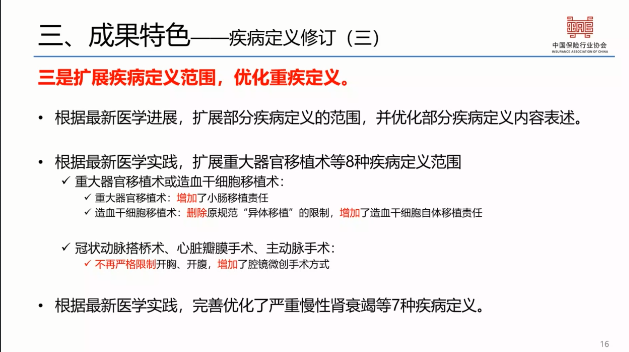 三、成果特色——疾病定义修订（三）
中国保险行业协会
INSURANCE ASSOCIATION OF CHINA
三是扩展疾病定义范围，优化重疾定义。
• 根据最新医学进展，扩展部分疾病定义的范围，并优化部分疾病定义内容表述。
• 根据最新医学实践，扩展重大器官移植术等8种疾病定义范围
✓ 重大器官移植术或造血干细胞移植术：
✓ 重大器官移植术：增加了小肠移植责任
✓ 造血干细胞移植术：删除原规范“异体移植”的限制，增加了造血干细胞自体移植责任
✓ 冠状动脉搭桥术、心脏瓣膜手术、主动脉手术：
✓ 不再严格限制开胸、开腹，增加了腔镜微创手术方式
• 根据最新医学实践，完善优化了严重慢性肾衰竭等7种疾病定义。
16